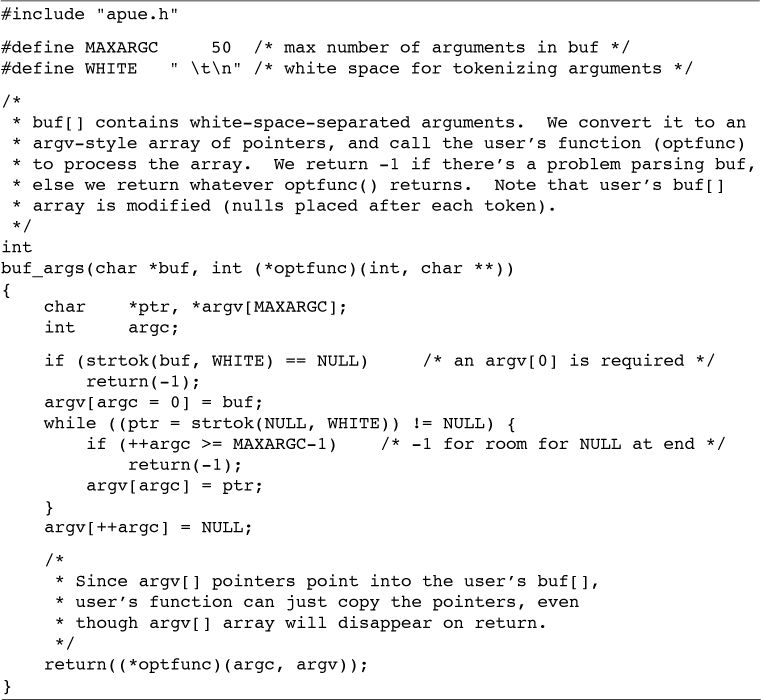 #include "apue.h"
#define MAXARGC     50  /* max number of arguments in buf */
#define WHITE   " \t\n" /* white space for tokenizing arguments */
/*
 * buf[] contains white-space-separated arguments.  We convert it to an
 * argv-style array of pointers, and call the user's function (optfunc)
 * to process the array.  We return -1 if there's a problem parsing buf,
 * else we return whatever optfunc() returns.  Note that user's buf[]
 * array is modified (nulls placed after each token).
 */
int
buf_args(char *buf, int (*optfunc)(int, char **))
{
    char    *ptr, *argv[MAXARGC];
    int     argc;
    if (strtok(buf, WHITE) == NULL)     /* an argv[0] is required */
        return(-1);
    argv[argc = 0] = buf;
    while ((ptr = strtok(NULL, WHITE)) != NULL) {
        if (++argc >= MAXARGC-1)    /* -1 for room for NULL at end */
            return(-1);
        argv[argc] = ptr;
    }
    argv[++argc] = NULL;
    /*
     * Since argv[] pointers point into the user's buf[],
     * user's function can just copy the pointers, even
     * though argv[] array will disappear on return.
     */
    return((*optfunc)(argc, argv));
}